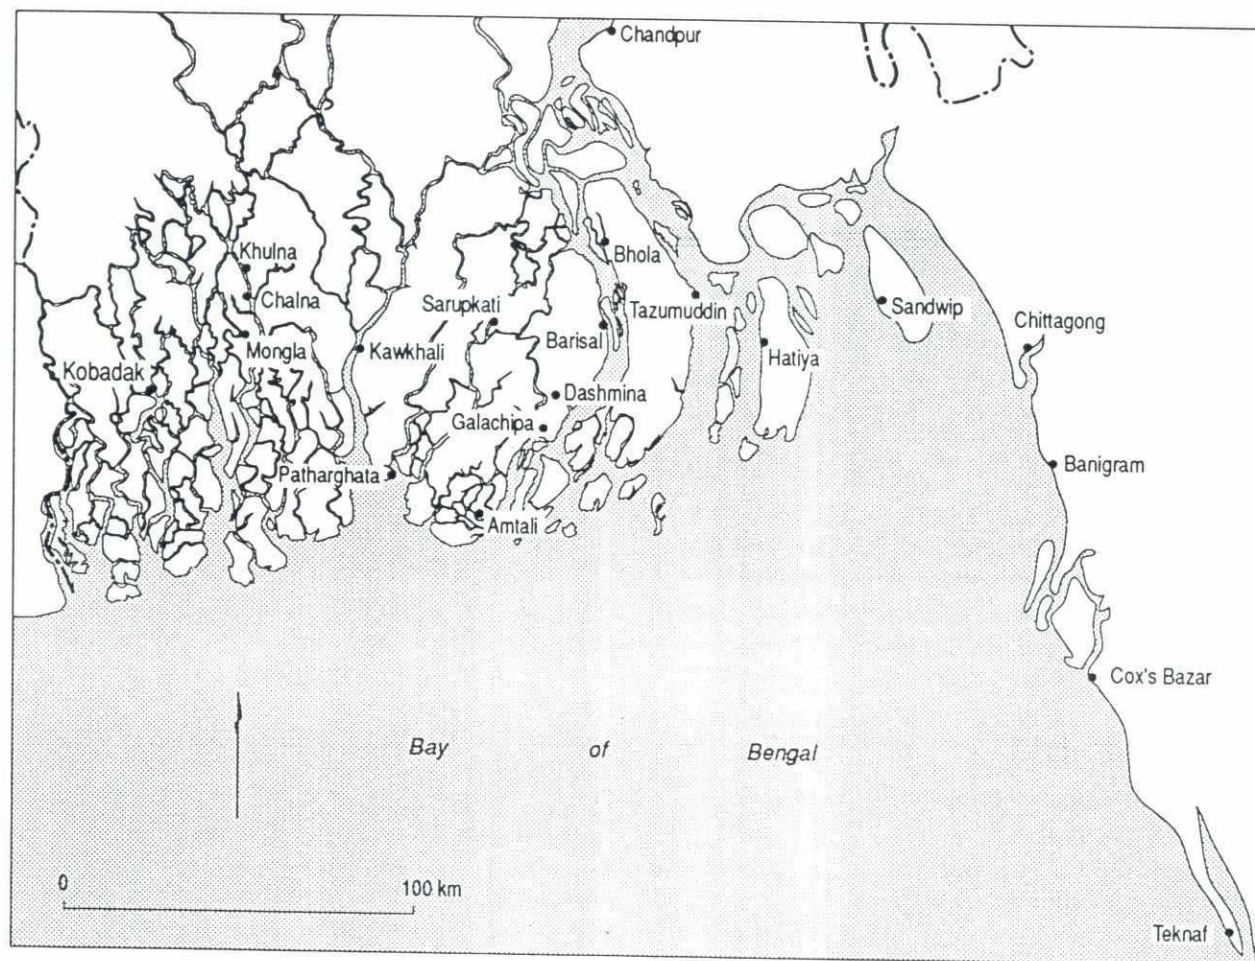 Chandpur
Khulna
Bhola
Chalna
Sarupkati
Tazumuddin
Sandwip
Barisal
Chittagong
Mongla
Kawkhali
Hatiya
Kobadak
Dashmina
Galachipa
Banigram
Patharghata
Amtali
Cox's Bazar
Bay of Bengal
0 100 km
Teknaf